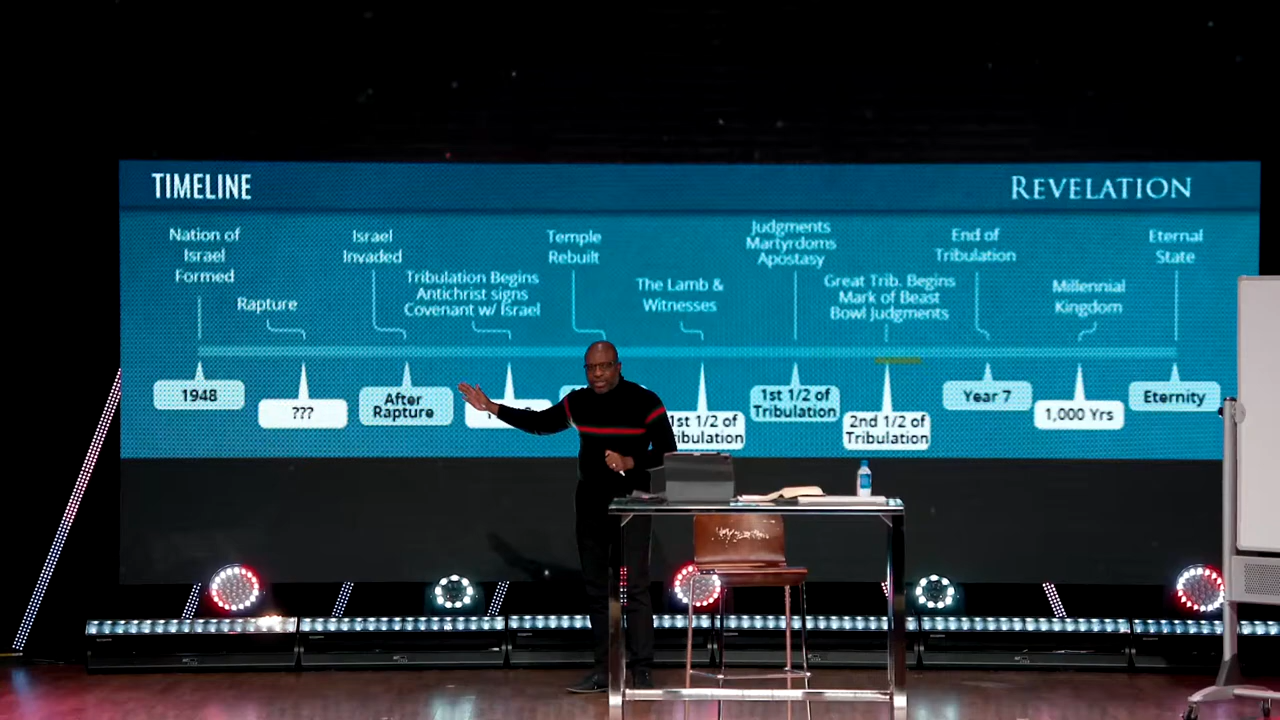 TIMELINE
REVELATION
Nation of
Israel
Formed
Rapture
Israel
Invaded
Tribulation Begins
Antichrist signs
Covenant w/ Israel
Temple
Rebuilt
The Lamb &
Witnesses
Judgments
Martyrdoms
Apostasy
Great Trib. Begins
Mark of Beast
Bowl Judgments
End of
Tribulation
Millennial
Kingdom
Eternal
State
1948
???
After
Rapture
1st 1/2 of
ribulation
1st 1/2 of
Tribulation
2nd 1/2 of
Tribulation
Year 7
1,000 Yrs
Eternity